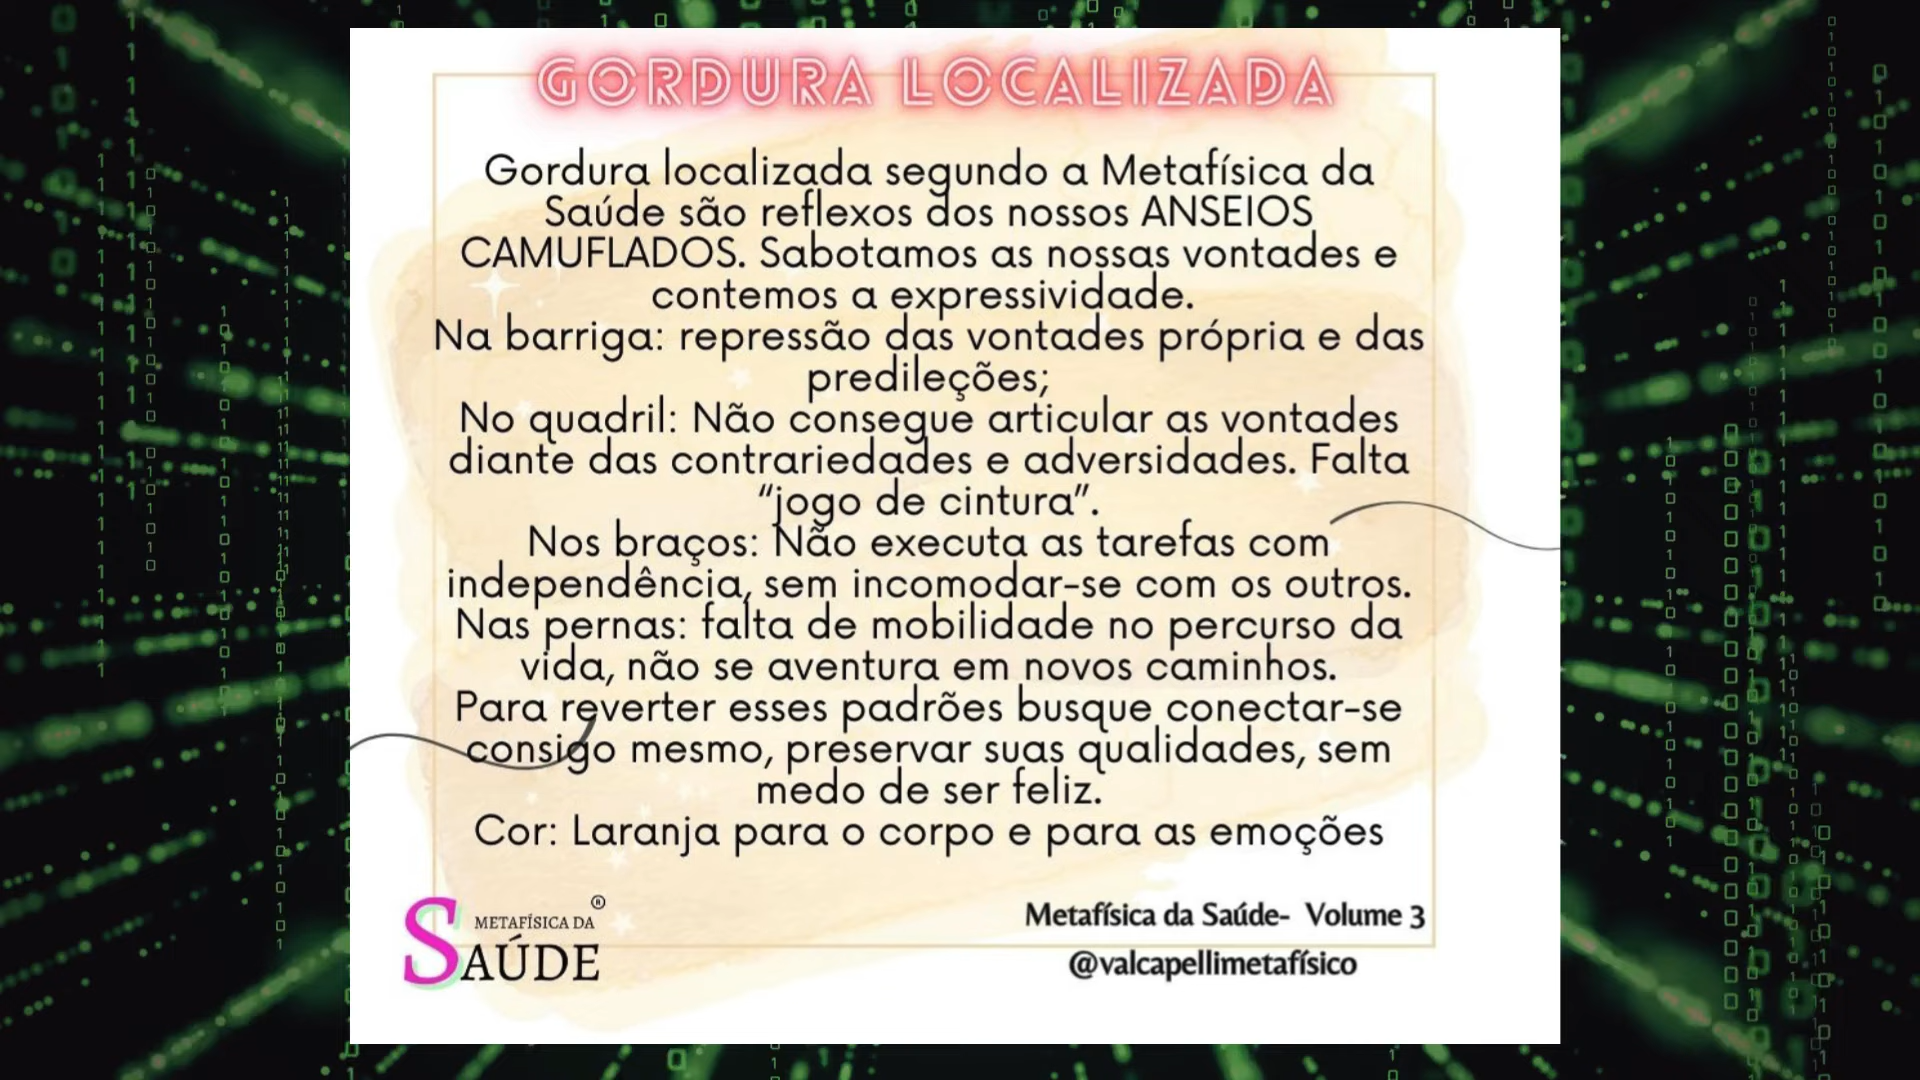 GORDURA LOCALIZADA
Gordura localizada segundo a Metafísica da
Saúde são reflexos dos nossos ANSEIOS
CAMUFLADOS. Sabotamos as nossas vontades e
contemos a expressividade.
Na barriga: repressão das vontades própria e das
predileções;
No quadril: Não consegue articular as vontades
diante das contrariedades e adversidades. Falta
“jogo de cintura”.
Nos braços: Não executa as tarefas com
independência, sem incomodar-se com os outros.
Nas pernas: falta de mobilidade no percurso da
vida, não se aventura em novos caminhos.
Para reverter esses padrões busque conectar-se
consigo mesmo, preservar suas qualidades, sem
medo de ser feliz.
Cor: Laranja para o corpo e para as emoções
METAFÍSICA DA ®
SAÚDE
Metafísica da Saúde- Volume 3
@valcapellimetafísico